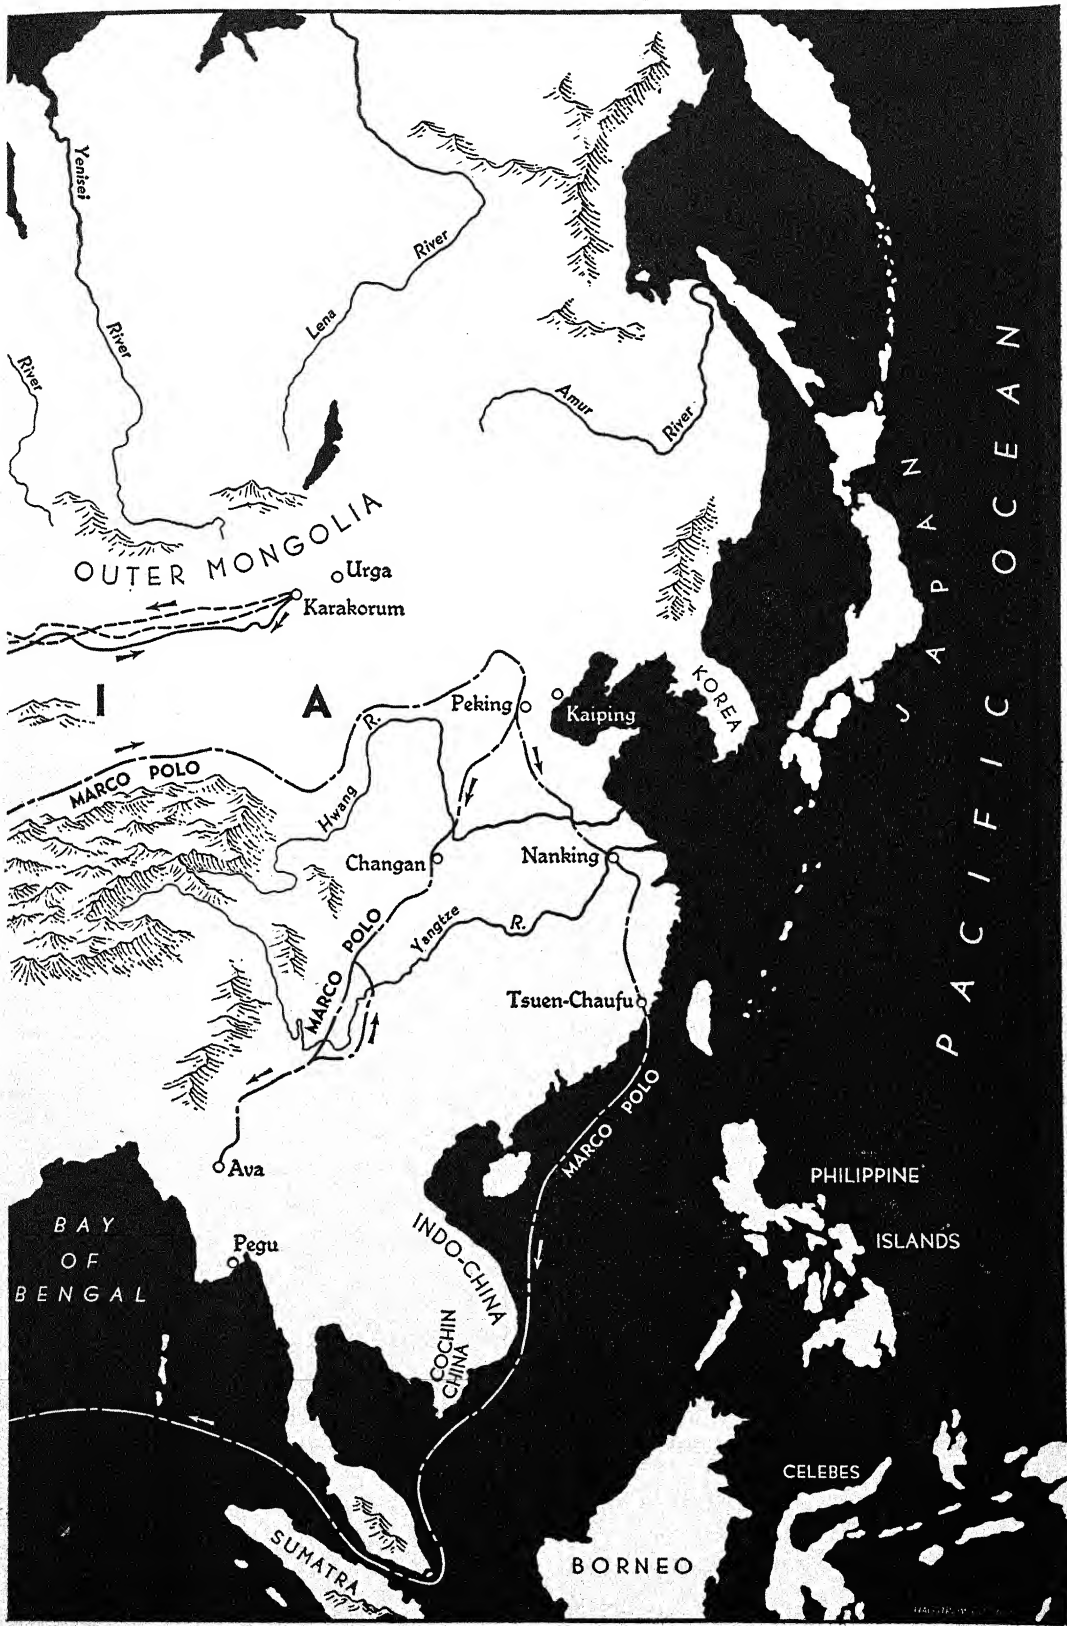 Yenisei
River
River
Lena
River
Amur
River
OUTER MONGOLIA
Urga
Karakorum
I A
JAPAN
PACIFIC OCEAN
KOREA
Peking
Kaiping
MARCO POLO
Hwang
R.
Changan
Nanking
MARCO POLO
Yangtze
R.
Tsuen-Chaufu
MARCO POLO
Ava
Pegu
BAY
OF
BENGAL
INDO-CHINA
COCHIN
CHINA
PHILIPPINE
ISLANDS
CELEBES
BORNEO
SUMATRA